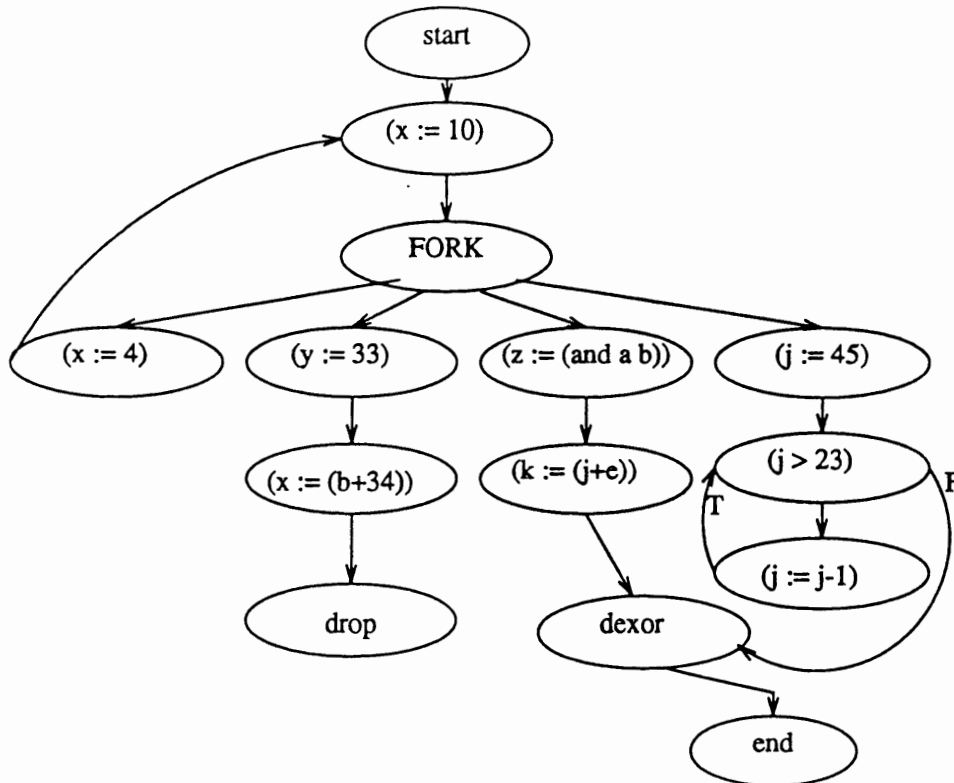 start
(x := 10)
FORK
(x := 4)
(y := 33)
(z := (and a b))
(j := 45)
(x := (b+34))
(k := (j+e))
(j > 23)
T
(j := j-1)
drop
dexor
end